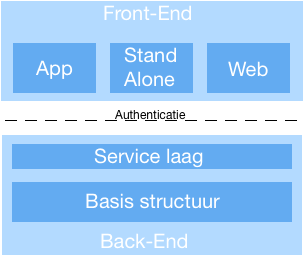 Front-End
App
Stand
Alone
Web
Authenticatie
Service laag
Basis structuur
Back-End